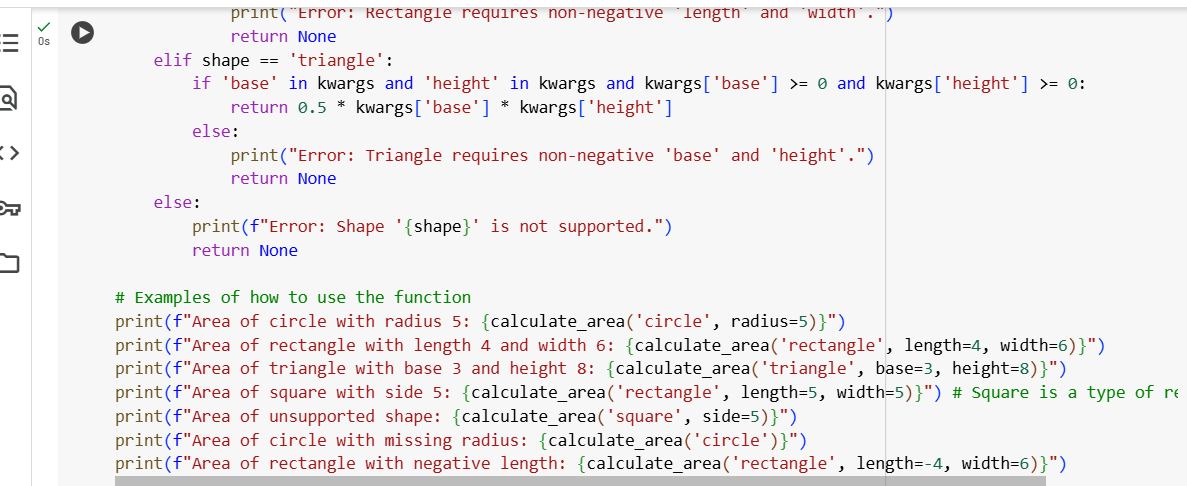 print("Error: Rectangle requires non-negative 'length' and 'width'.")
0s
return None
elif shape == 'triangle':
if 'base' in kwargs and 'height' in kwargs and kwargs['base'] >= 0 and kwargs['height'] >= 0:
return 0.5 * kwargs['base'] * kwargs['height']
else:
print("Error: Triangle requires non-negative 'base' and 'height'.")
return None
else:
print(f"Error: Shape '{shape}' is not supported.")
return None
# Examples of how to use the function
print(f"Area of circle with radius 5: {calculate_area('circle', radius=5)}")
print(f"Area of rectangle with length 4 and width 6: {calculate_area('rectangle', length=4, width=6)}")
print(f"Area of triangle with base 3 and height 8: {calculate_area('triangle', base=3, height=8)}")
print(f"Area of square with side 5: {calculate_area('rectangle', length=5, width=5)}") # Square is a type of
print(f"Area of unsupported shape: {calculate_area('square', side=5)}")
print(f"Area of circle with missing radius: {calculate_area('circle')}")
print(f"Area of rectangle with negative length: {calculate_area('rectangle', length=-4, width=6)}")